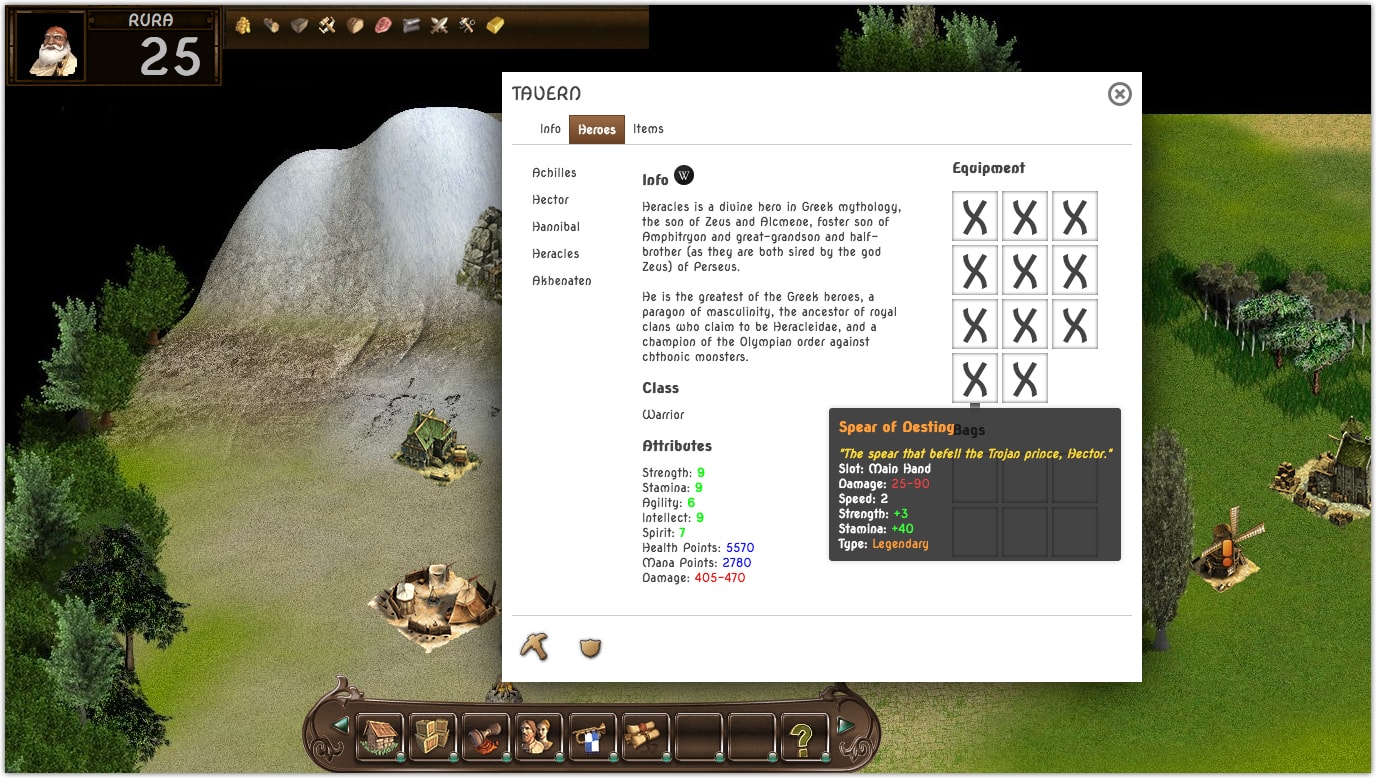 RURA
25
TAVERN
Info Heroes Items
Achilles
Hector
Hannibal
Heracles
Akhenaten
Info W
Heracles is a divine hero in Greek mythology,
the son of Zeus and Alcmene, foster son of
Amphitryon and great-grandson and half-
brother (as they are both sired by the god
Zeus) of Perseus.
He is the greatest of the Greek heroes, a
paragon of masculinity, the ancestor of royal
clans who claim to be Heracleidae, and a
champion of the Olympian order against
chthonic monsters.
Class
Warrior
Attributes
Strength: 9
Stamina: 9
Agility: 6
Intellect: 9
Spirit: 7
Health Points: 5570
Mana Points: 2780
Damage: 405-470
Equipment
X X X
X X X
X X X
X X
Bags
Spear of Destiny
"The spear that befell the Trojan prince, Hector."
Slot: Main Hand
Damage: 25-90
Speed: 2
Strength: +3
Stamina: +40
Type: Legendary
?